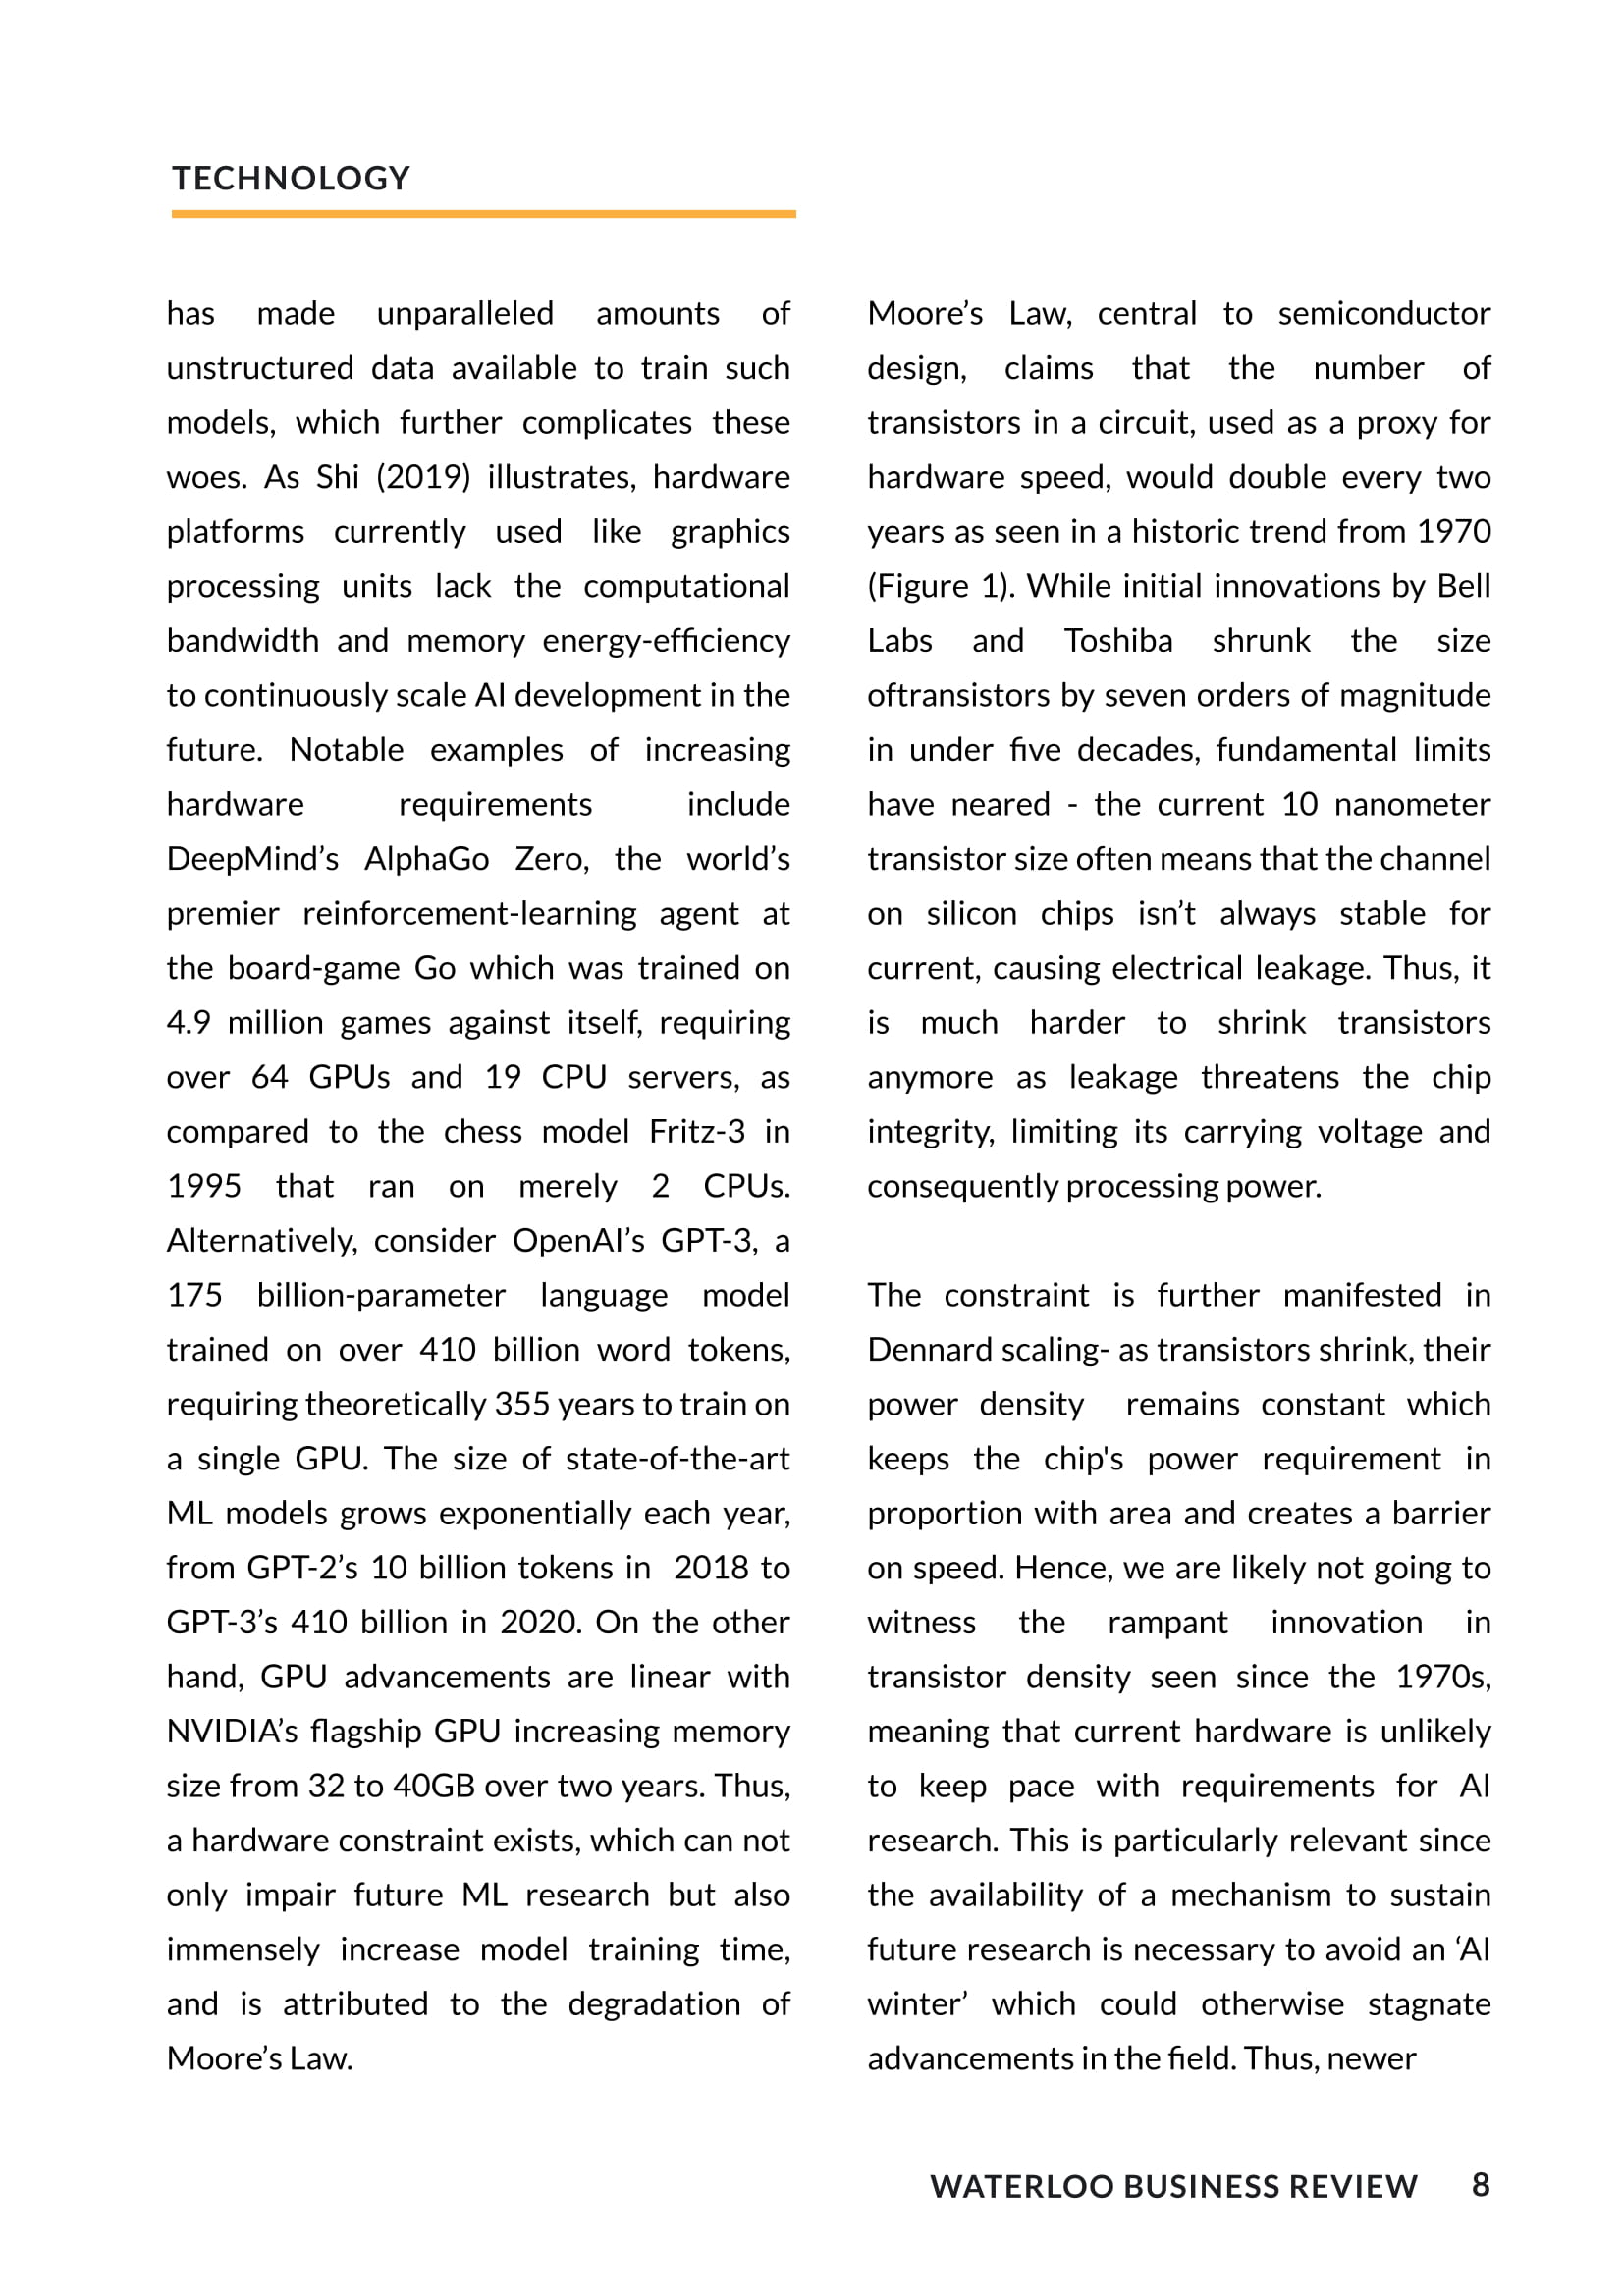 TECHNOLOGY
has made unparalleled amounts of
unstructured data available to train such
models, which further complicates these
woes. As Shi (2019) illustrates, hardware
platforms currently used like graphics
processing units lack the computational
bandwidth and memory energy-efficiency
to continuously scale AI development in the
future. Notable examples of increasing
hardware requirements include
DeepMind’s AlphaGo Zero, the world’s
premier reinforcement-learning agent at
the board-game Go which was trained on
4.9 million games against itself, requiring
over 64 GPUs and 19 CPU servers, as
compared to the chess model Fritz-3 in
1995 that ran on merely 2 CPUs.
Alternatively, consider OpenAI’s GPT-3, a
175 billion-parameter language model
trained on over 410 billion word tokens,
requiring theoretically 355 years to train on
a single GPU. The size of state-of-the-art
ML models grows exponentially each year,
from GPT-2’s 10 billion tokens in 2018 to
GPT-3’s 410 billion in 2020. On the other
hand, GPU advancements are linear with
NVIDIA’s flagship GPU increasing memory
size from 32 to 40GB over two years. Thus,
a hardware constraint exists, which can not
only impair future ML research but also
immensely increase model training time,
and is attributed to the degradation of
Moore’s Law.
Moore’s Law, central to semiconductor
design, claims that the number of
transistors in a circuit, used as a proxy for
hardware speed, would double every two
years as seen in a historic trend from 1970
(Figure 1). While initial innovations by Bell
Labs and Toshiba shrunk the size
oftransistors by seven orders of magnitude
in under five decades, fundamental limits
have neared - the current 10 nanometer
transistor size often means that the channel
on silicon chips isn’t always stable for
current, causing electrical leakage. Thus, it
is much harder to shrink transistors
anymore as leakage threatens the chip
integrity, limiting its carrying voltage and
consequently processing power.
The constraint is further manifested in
Dennard scaling- as transistors shrink, their
power density remains constant which
keeps the chip's power requirement in
proportion with area and creates a barrier
on speed. Hence, we are likely not going to
witness the rampant innovation in
transistor density seen since the 1970s,
meaning that current hardware is unlikely
to keep pace with requirements for AI
research. This is particularly relevant since
the availability of a mechanism to sustain
future research is necessary to avoid an ‘AI
winter’ which could otherwise stagnate
advancements in the field. Thus, newer
WATERLOO BUSINESS REVIEW 8